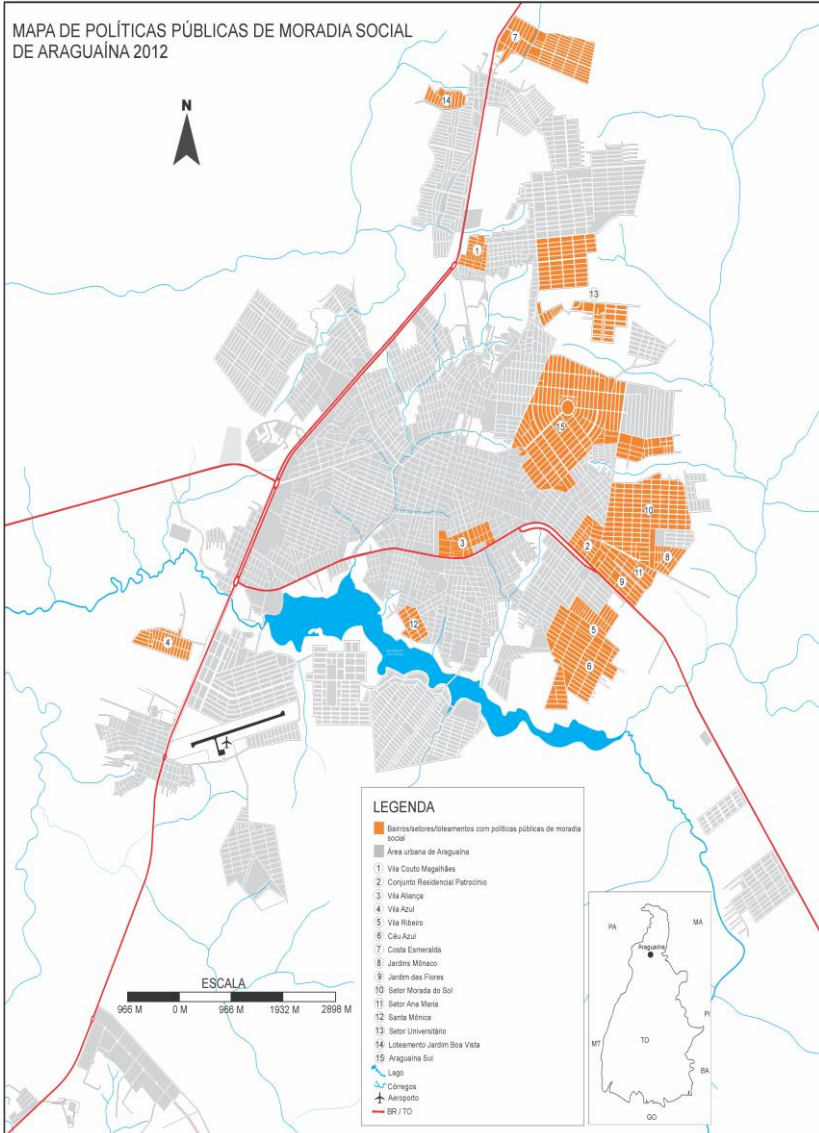 MAPA DE POLÍTICAS PÚBLICAS DE MORADIA SOCIAL
DE ARAGUAÍNA 2012
N
7
14
1
13
15
10
3
2
8
11
9
12
5
4
6
LEGENDA
Bairros/setores/loteamentos com políticas públicas de moradia
social
Área urbana de Araguaína
1 Vila Couto Magalhães
2 Conjunto Residencial Patrocínio
3 Vila Aliança
4 Vila Azul
5 Vila Ribeiro
6 Céu Azul
7 Costa Esmeralda
8 Jardins Mônaco
9 Jardim das Flores
10 Setor Morada do Sol
11 Setor Ana Maria
12 Santa Mônica
13 Setor Universitário
14 Loteamento Jardim Boa Vista
15 Araguaína Sul
Lago
Córregos
Aeroporto
BR / TO
ESCALA
966 M 0 M 966 M 1932 M 2898 M
PA
MA
Araguaína
PI
MT
TO
BA
GO